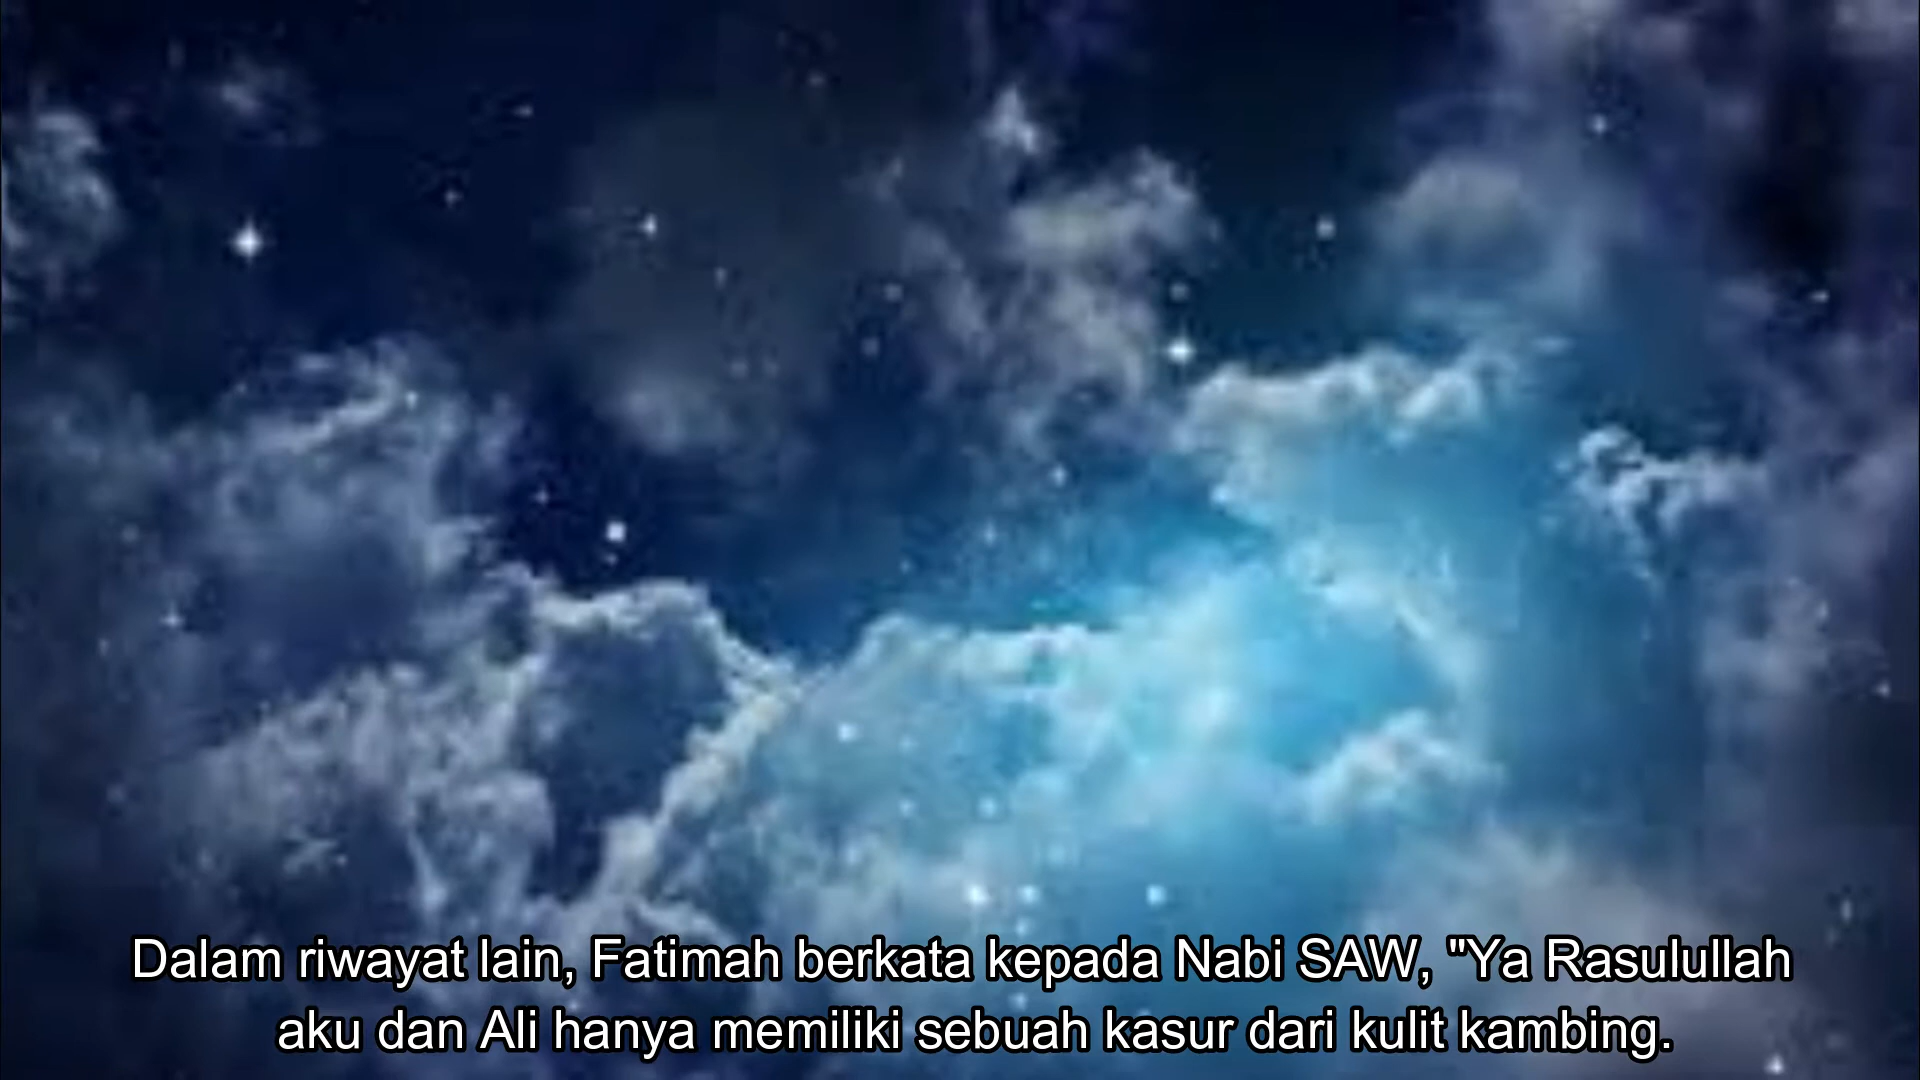 Dalam riwayat lain, Fatimah berkata kepada Nabi SAW, "Ya Rasulullah
aku dan Ali hanya memiliki sebuah kasur dari kulit kambing.